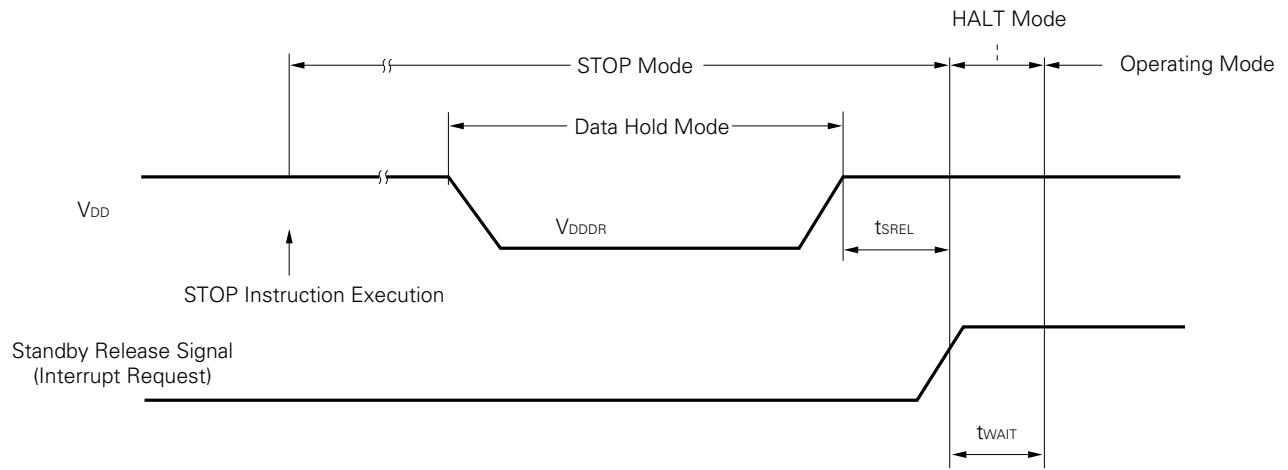 HALT Mode
STOP Mode
Operating Mode
Data Hold Mode
VDD
VDDDR
tSREL
STOP Instruction Execution
Standby Release Signal
(Interrupt Request)
tWAIT